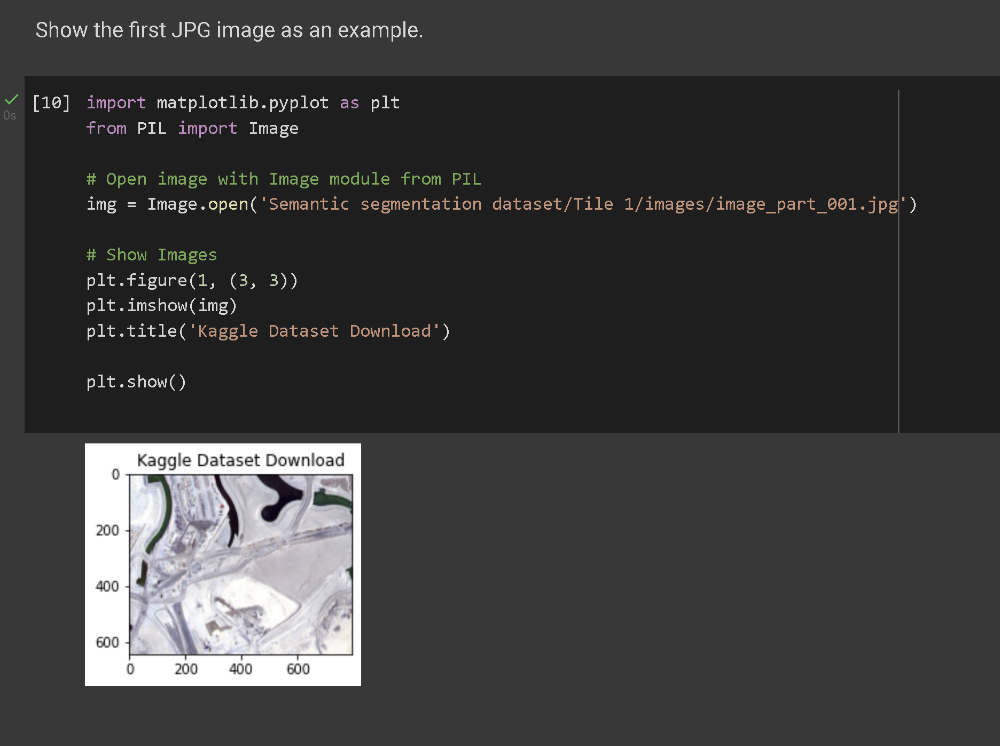 Show the first JPG image as an example.
0s
[10] import matplotlib.pyplot as plt
from PIL import Image
# Open image with Image module from PIL
img = Image.open('Semantic segmentation dataset/Tile 1/images/image_part_001.jpg')
# Show Images
plt.figure(1, (3, 3))
plt.imshow(img)
plt.title('Kaggle Dataset Download')
plt.show()
Kaggle Dataset Download
0
200
400
600
0 200 400 600